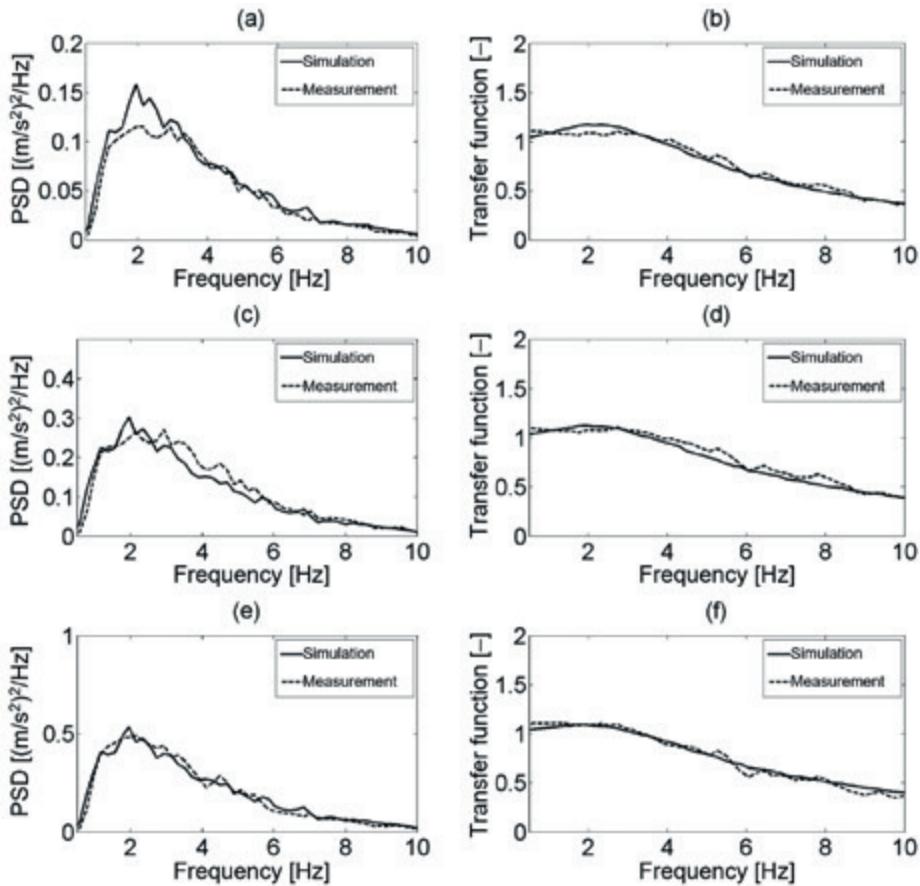 (a)
PSD [(m/s²)²/Hz]
0.2
0.15
0.1
0.05
0
Simulation
Measurement
2 4 6 8 10
Frequency [Hz]
(b)
Transfer function [–]
2
1.5
1
0.5
0
Simulation
Measurement
2 4 6 8 10
Frequency [Hz]
(c)
PSD [(m/s²)²/Hz]
0.4
0.3
0.2
0.1
0
Simulation
Measurement
2 4 6 8 10
Frequency [Hz]
(d)
Transfer function [–]
2
1.5
1
0.5
0
Simulation
Measurement
2 4 6 8 10
Frequency [Hz]
(e)
PSD [(m/s²)²/Hz]
1
0.5
0
Simulation
Measurement
2 4 6 8 10
Frequency [Hz]
(f)
Transfer function [–]
2
1.5
1
0.5
0
Simulation
Measurement
2 4 6 8 10
Frequency [Hz]